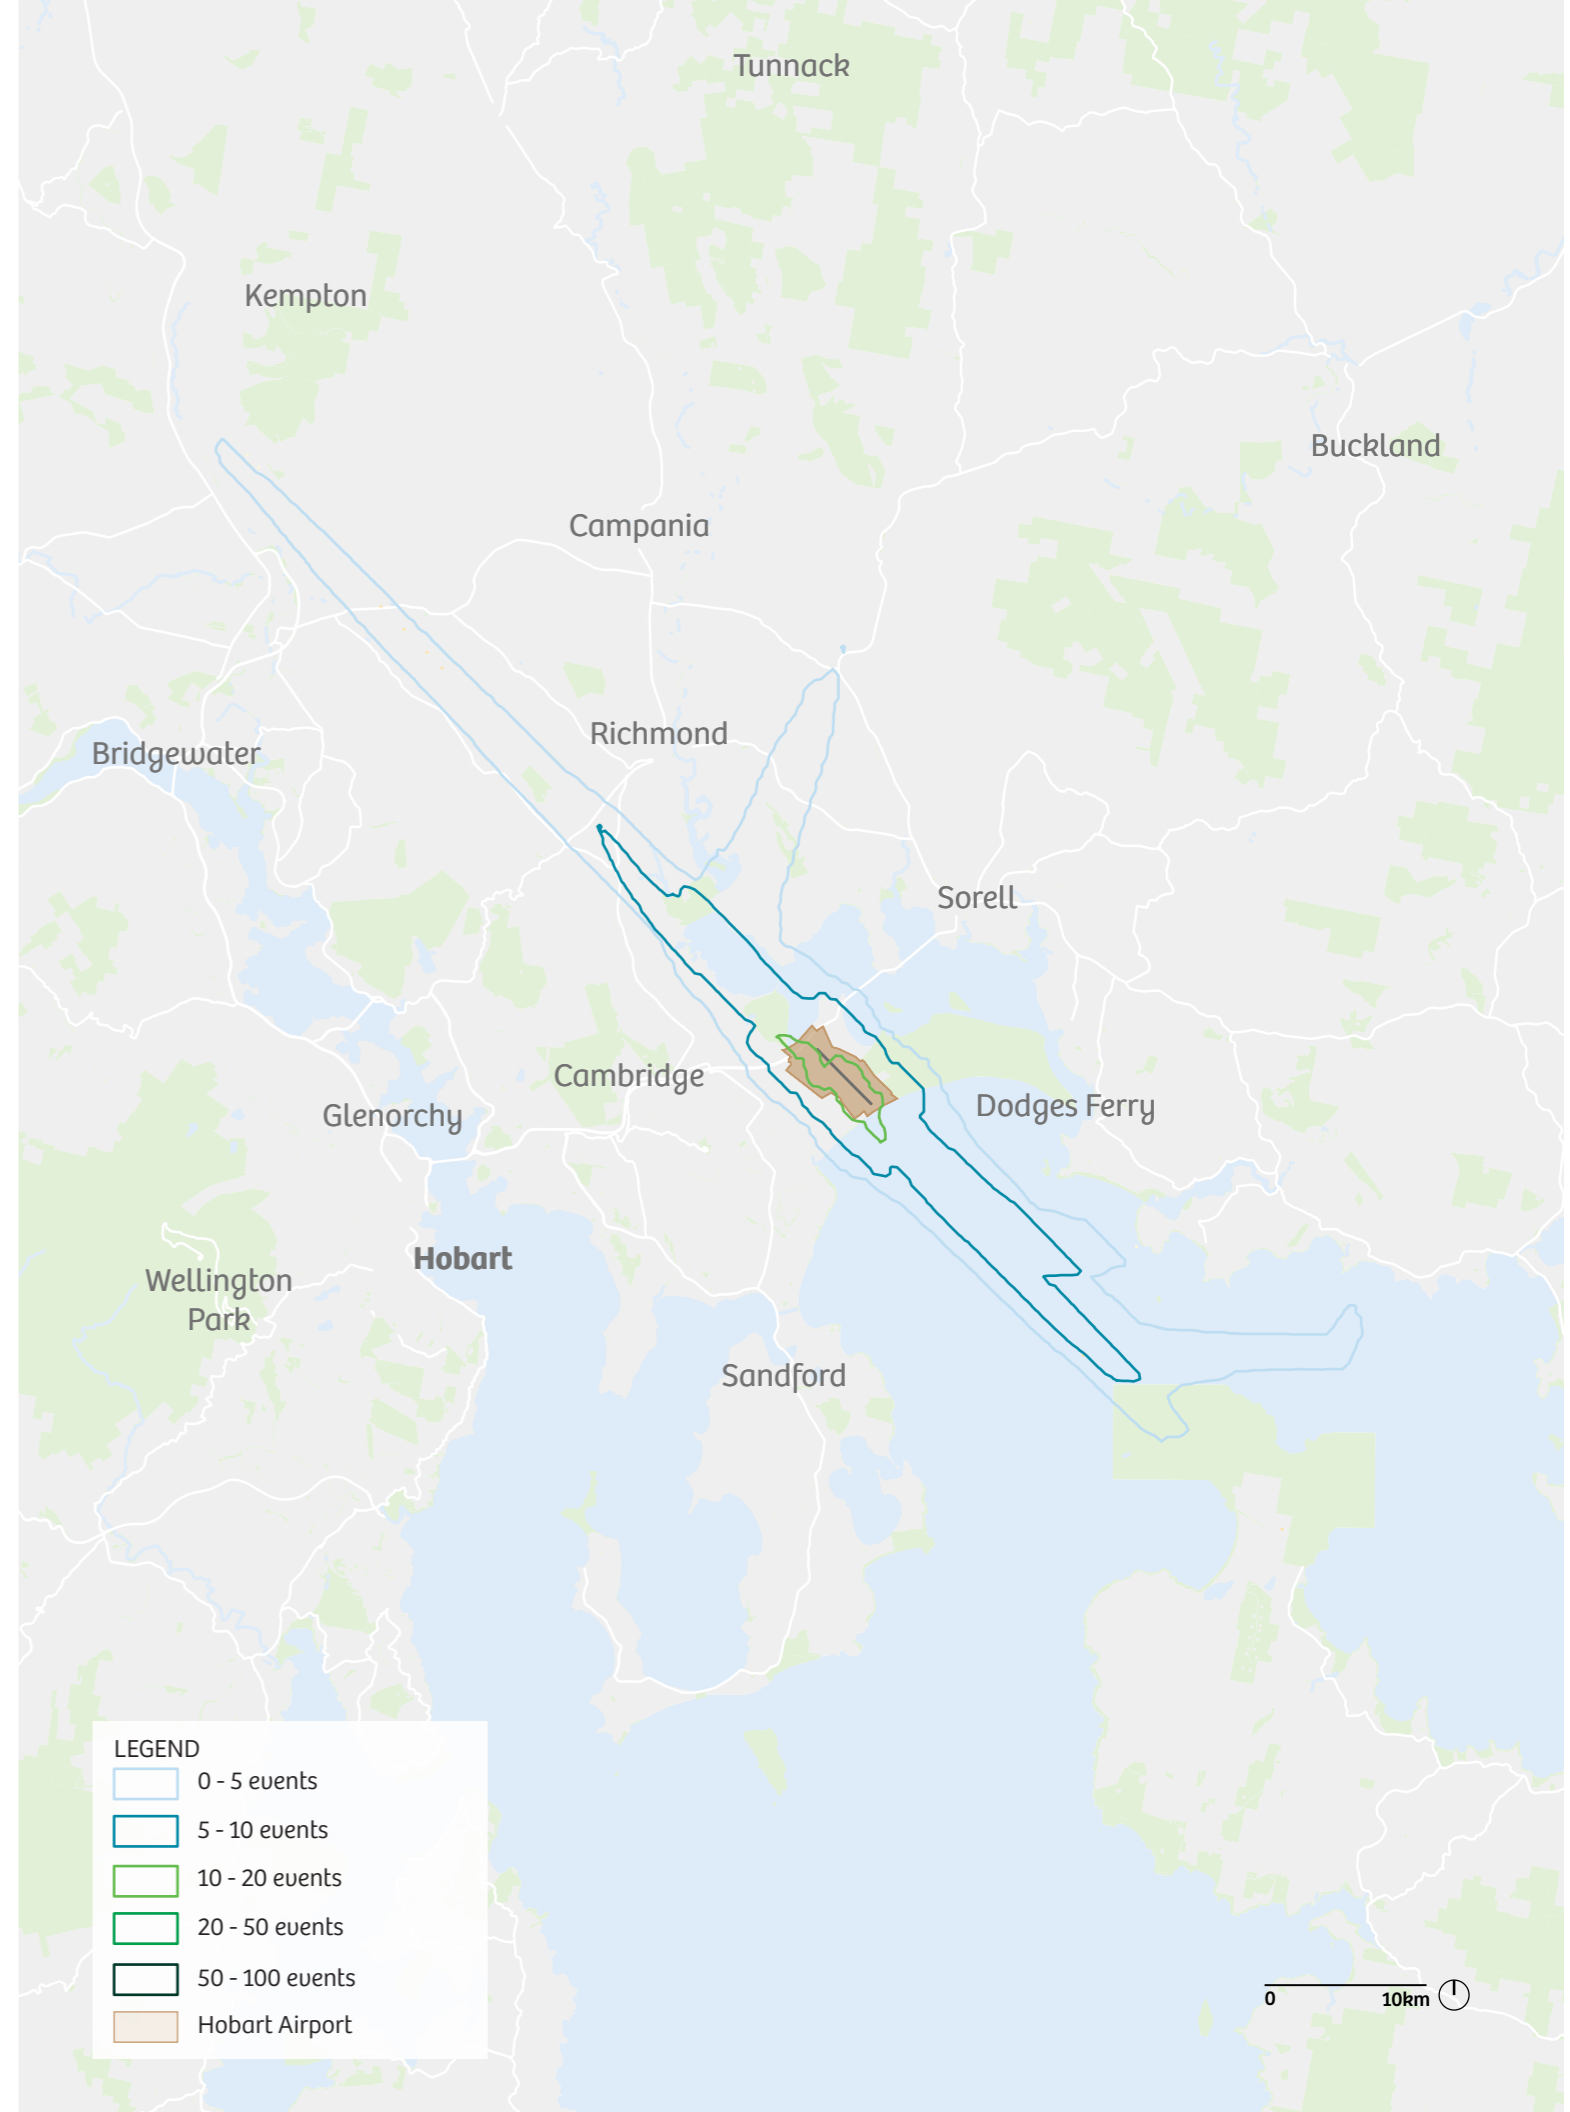 Tunnack
Kempton
Buckland
Campania
Richmond
Bridgewater
Sorell
Cambridge
Dodges Ferry
Glenorchy
Hobart
Wellington
Park
Sandford
LEGEND
0 - 5 events
5 - 10 events
10 - 20 events
20 - 50 events
50 - 100 events
Hobart Airport
0 10km